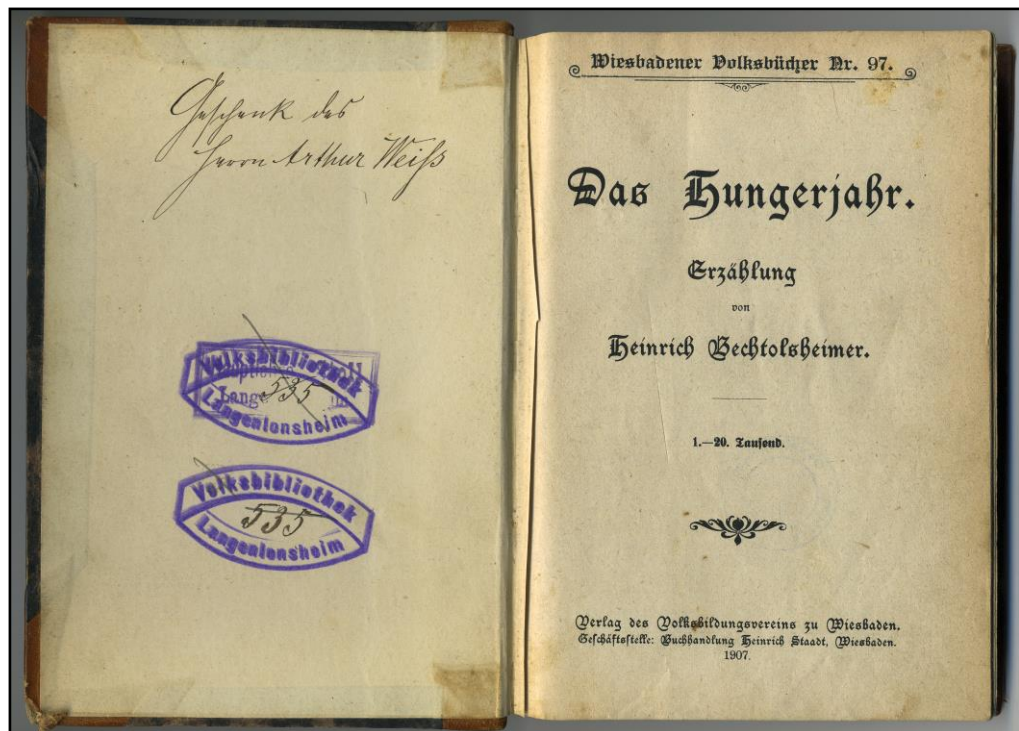 Geschenk des
Herrn Arthur Weiß
Volksbibliothek
535
Langenlonsheim
Volksbibliothek
535
Langenlonsheim
Wiesbadener Volksbücher Nr. 97.
Das Hungerjahr.
Erzählung
von
Heinrich Bechtolsheimer.
1.—20. Tausend.
Verlag des Volksbildungsvereins zu Wiesbaden.
Geschäftsstelle: Buchhandlung Heinrich Staadt, Wiesbaden.
1907.